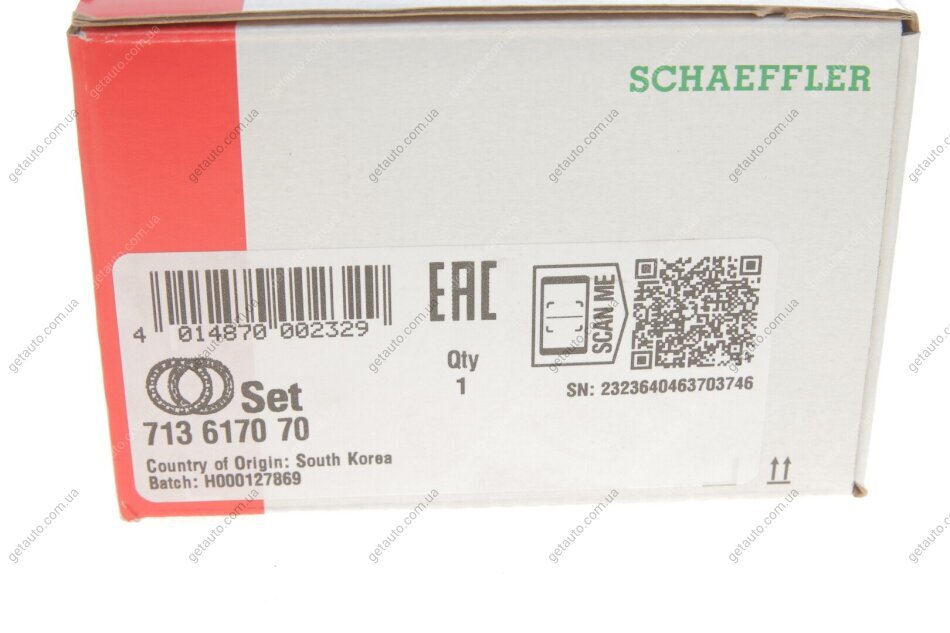 SCHAEFFLER
EAC
SCAN ME
4 014870 002329
Qty
1
SN: 2323640463703746
Set
713 6170 70
Country of Origin: South Korea
Batch: H000127869
getauto.com.ua